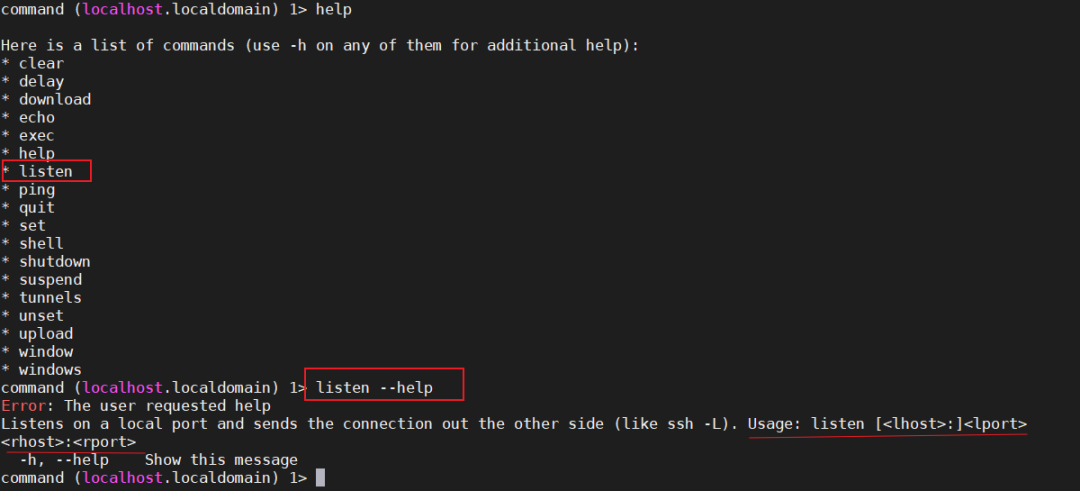 command (localhost.localdomain) 1> help
Here is a list of commands (use -h on any of them for additional help):
* clear
* delay
* download
* echo
* exec
* help
* listen
* ping
* quit
* set
* shell
* shutdown
* suspend
* tunnels
* unset
* upload
* window
* windows
command (localhost.localdomain) 1> listen --help
Error: The user requested help
Listens on a local port and sends the connection out the other side (like ssh -L). Usage: listen [<lhost>:]<lport>
<rhost>:<rport>
-h, --help    Show this message
command (localhost.localdomain) 1>